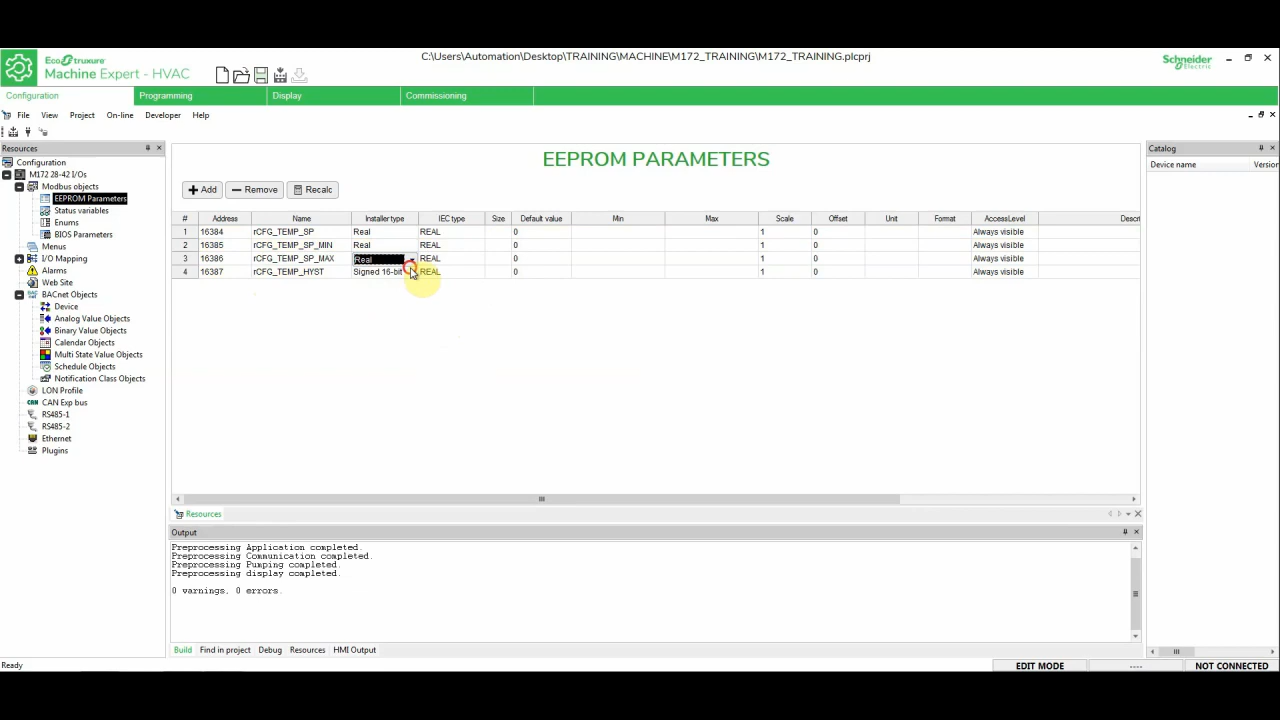 C:\Users\Automation\Desktop\TRAINING\MACHINE\M172_TRAINING\M172_TRAINING.plcprj
EcoStruxure
Machine Expert - HVAC
Schneider Electric
Configuration Programming Display Commissioning
File View Project On-line Developer Help
Resources
Configuration
M172 28-42 I/Os
Modbus objects
EEPROM Parameters
Status variables
Enums
BIOS Parameters
Menus
I/O Mapping
Alarms
Web Site
BACnet Objects
Device
Analog Value Objects
Binary Value Objects
Calendar Objects
Multi State Value Objects
Schedule Objects
Notification Class Objects
LON Profile
CAN Exp bus
RS485-1
RS485-2
Ethernet
Plugins
EEPROM PARAMETERS
Add Remove Recalc
# Address Name Installer type IEC type Size Default value Min Max Scale Offset Unit Format AccessLevel Descr
1 16384 rCFG_TEMP_SP Real REAL 0 1 0 Always visible
2 16385 rCFG_TEMP_SP_MIN Real REAL 0 1 0 Always visible
3 16386 rCFG_TEMP_SP_MAX Real REAL 0 1 0 Always visible
4 16387 rCFG_TEMP_HYST Signed 16-bit REAL 0 1 0 Always visible
Resources
Catalog
Device name Version
Output
Preprocessing Application completed.
Preprocessing Communication completed.
Preprocessing Pumping completed.
Preprocessing display completed.
0 warnings, 0 errors.
Build Find in project Debug Resources HMI Output
Ready
EDIT MODE ---- NOT CONNECTED